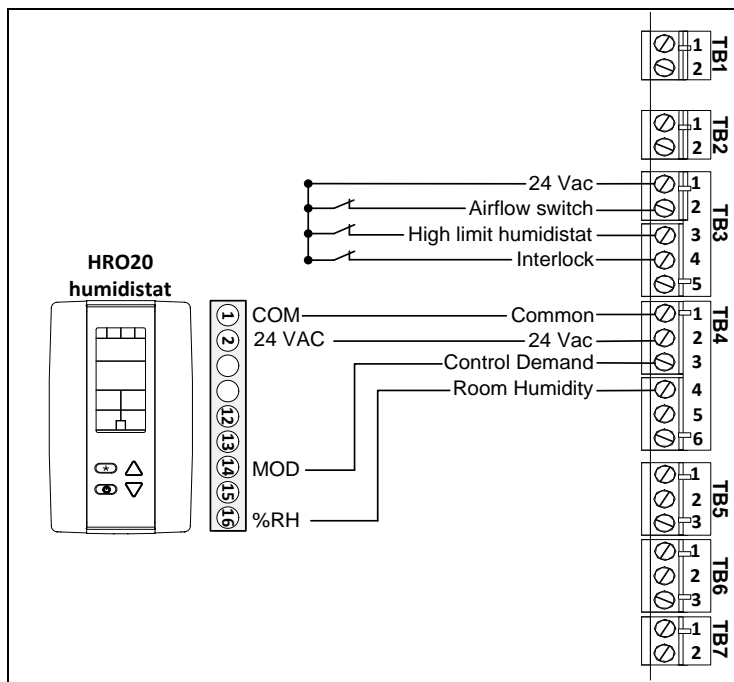 1
2
TB1
1
2
TB2
24 Vac 1
Airflow switch 2
High limit humidistat 3
Interlock 4
5
TB3
HRO20
humidistat
1 COM Common 1
2 24 VAC 24 Vac 2
Control Demand 3
Room Humidity 4
12 5
13 6
TB4
14 MOD
15
16 %RH
1
2
3
TB5
1
2
3
TB6
1
2
TB7